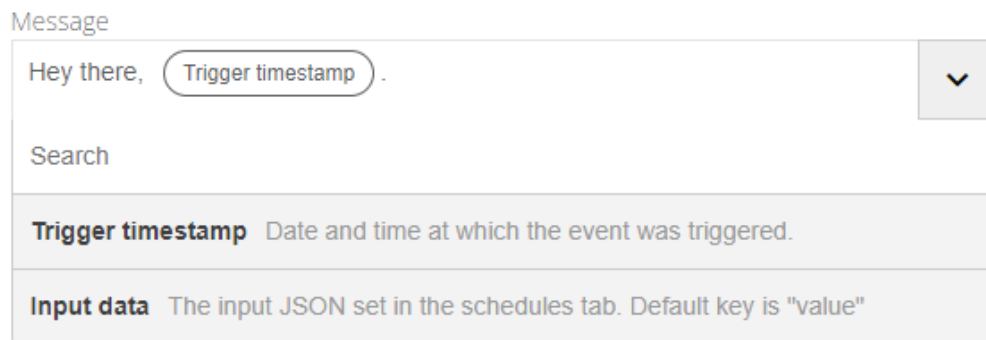 Message
Hey there, Trigger timestamp .
Search
Trigger timestamp Date and time at which the event was triggered.
Input data The input JSON set in the schedules tab. Default key is "value"